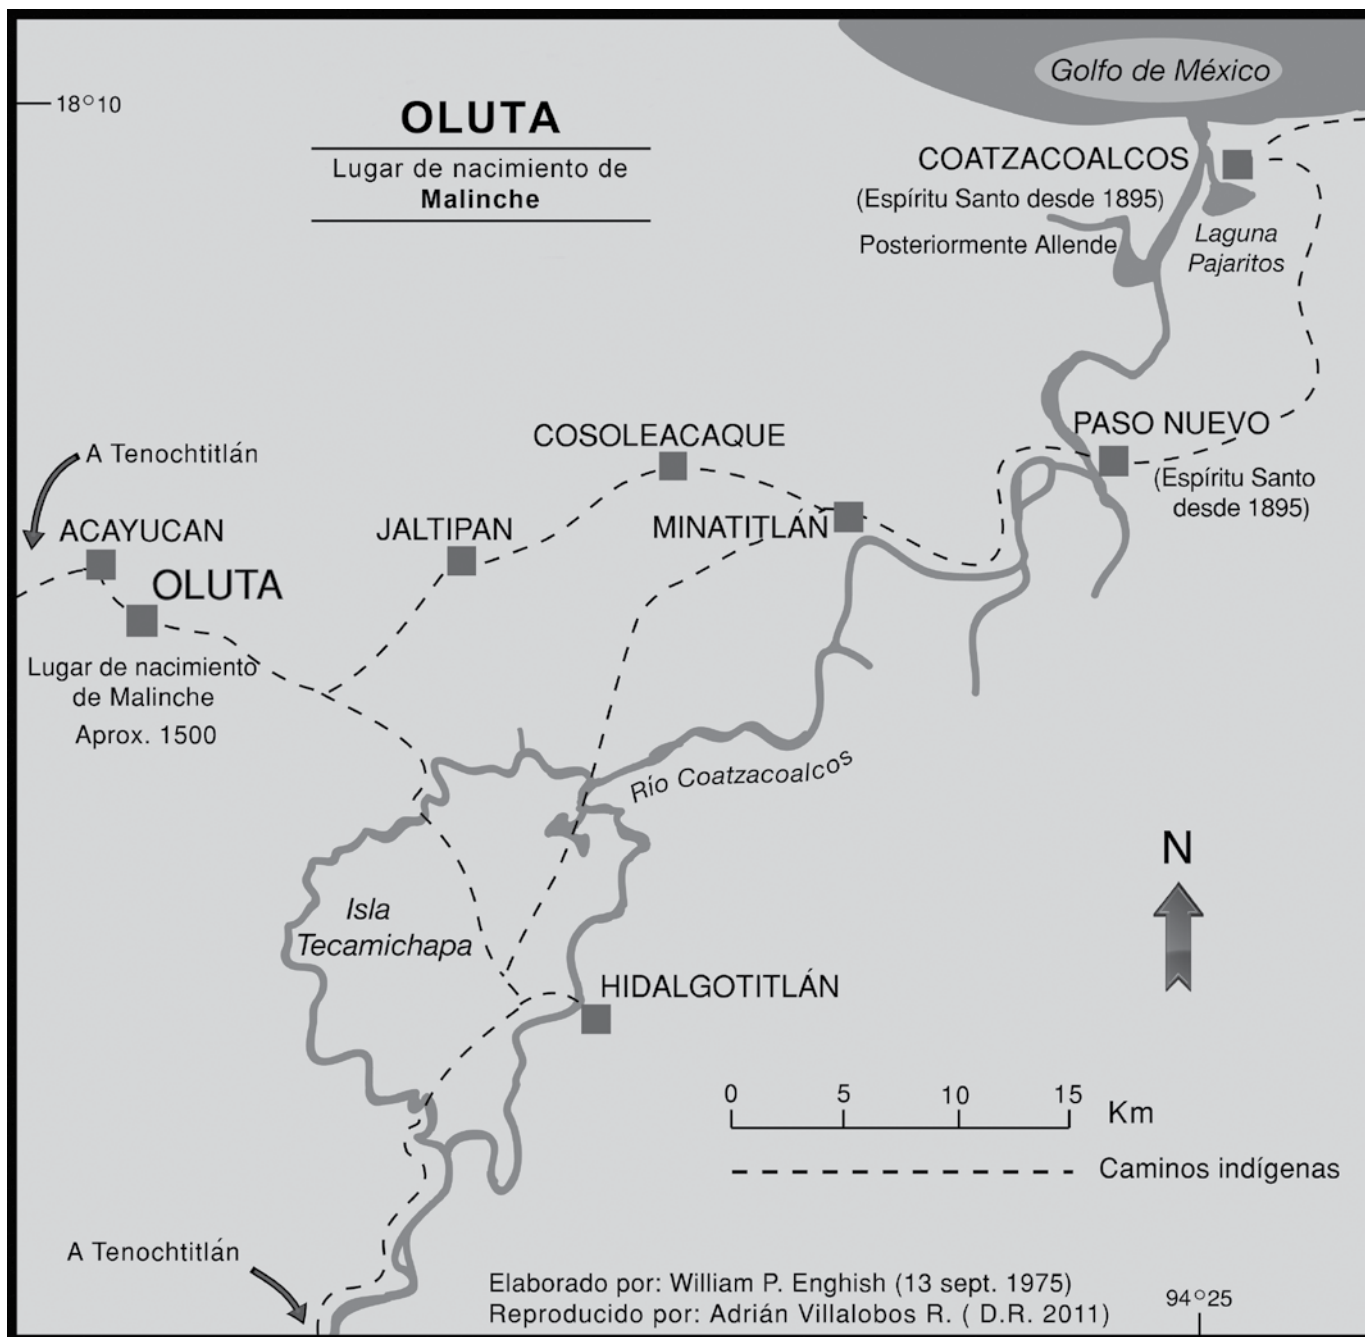 Golfo de México
18°10
OLUTA
Lugar de nacimiento de
Malinche
COATZACOALCOS
(Espíritu Santo desde 1895)
Posteriormente Allende
Laguna
Pajaritos
PASO NUEVO
(Espíritu Santo
desde 1895)
COSOLEACAQUE
A Tenochtitlán
ACAYUCAN
JALTIPAN
MINATITLÁN
OLUTA
Lugar de nacimiento
de Malinche
Aprox. 1500
Río Coatzacoalcos
N
Isla
Tecamichapa
HIDALGOTITLÁN
0 5 10 15
Km
Caminos indígenas
A Tenochtitlán
Elaborado por: William P. Enghish (13 sept. 1975)
Reproducido por: Adrián Villalobos R. ( D.R. 2011)
94°25